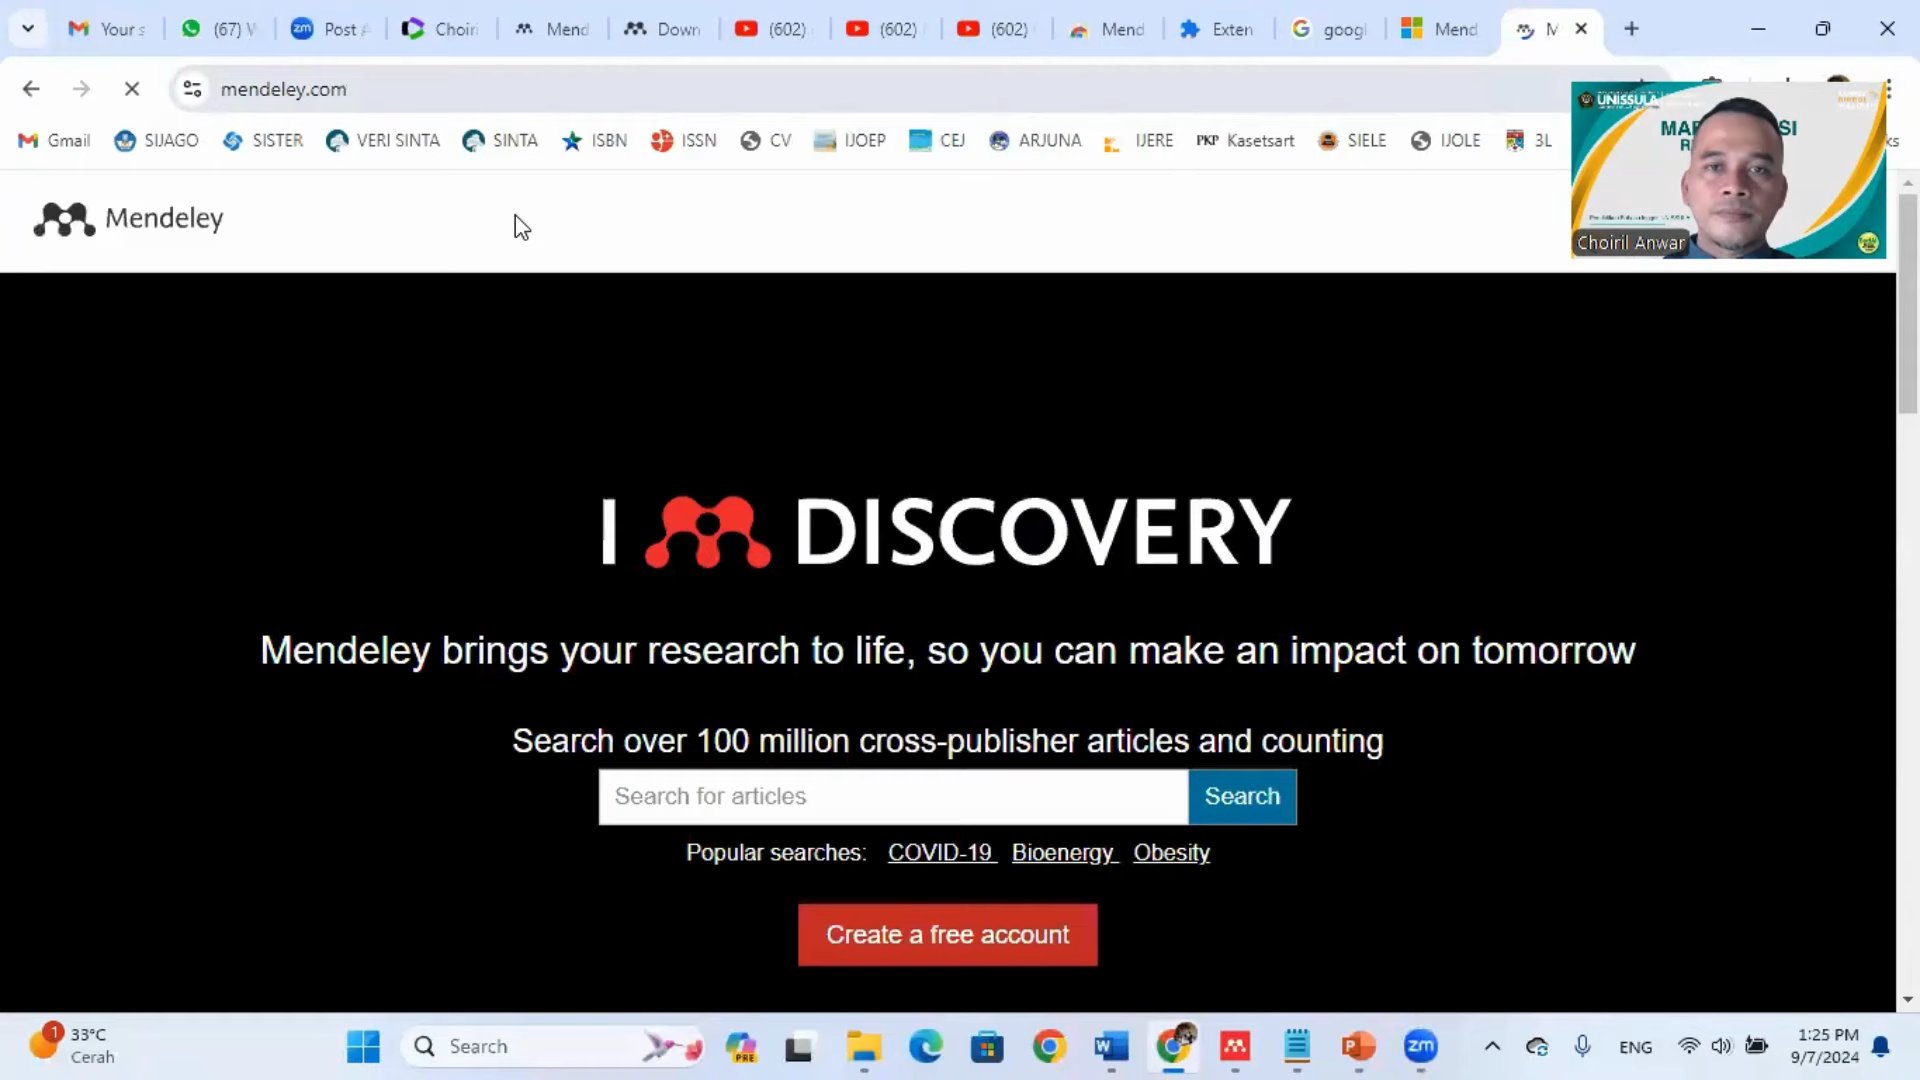 Your s
(67) W
Post A
Choiri
Mend
Down
(602)
(602)
(602)
Mend
Exten
googl
Mend
M
mendeley.com
Gmail
SIJAGO
SISTER
VERI SINTA
SINTA
ISBN
ISSN
CV
IJOEP
CEJ
ARJUNA
IJERE
PKP Kasetsart
SIELE
IJOLE
3L
UNISSULA
Choiril Anwar
Mendeley
I DISCOVERY
Mendeley brings your research to life, so you can make an impact on tomorrow
Search over 100 million cross-publisher articles and counting
Search for articles
Search
Popular searches: COVID-19 Bioenergy Obesity
Create a free account
1
33°C
Cerah
Search
PRE
zm
ENG
1:25 PM
9/7/2024